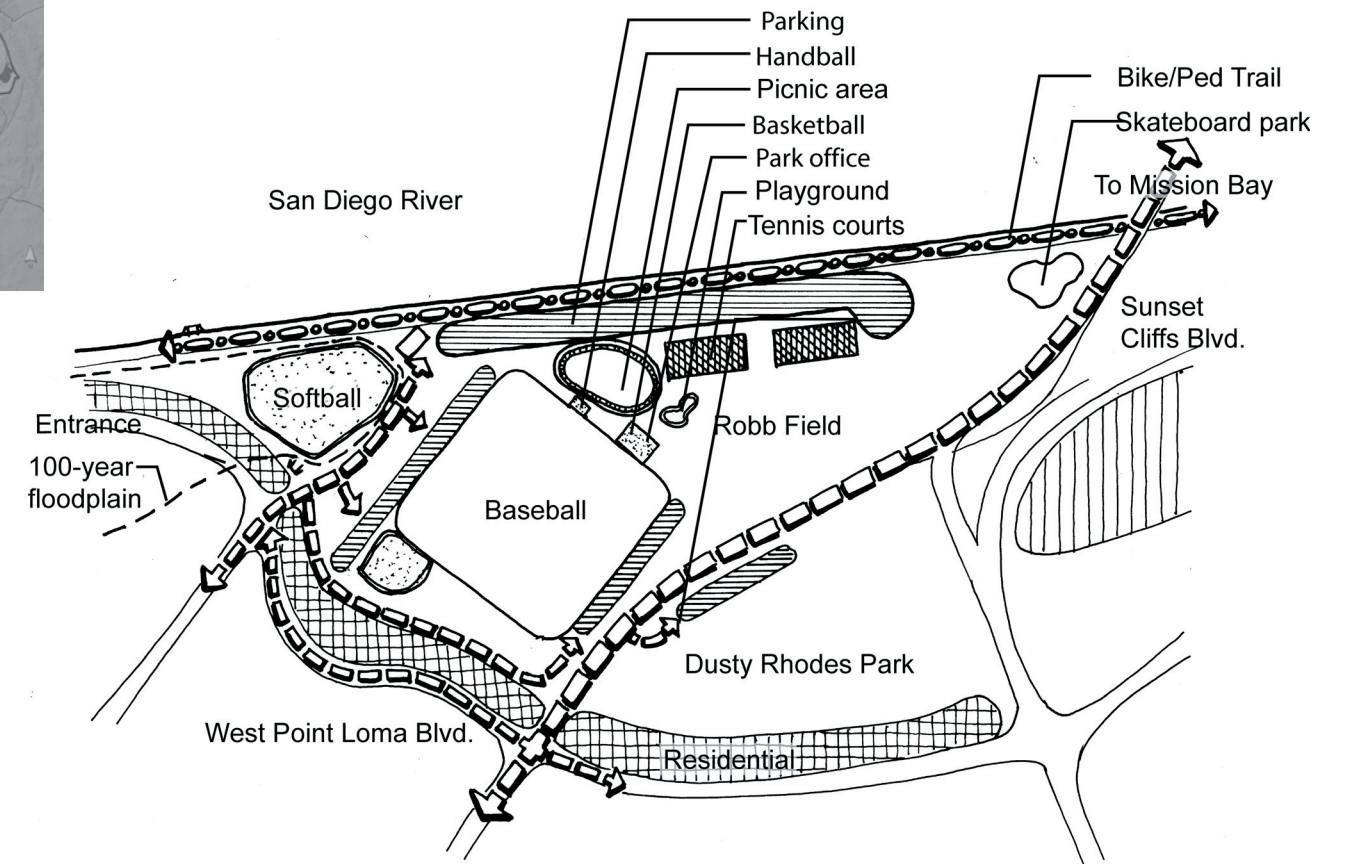 Parking
Handball
Picnic area
Basketball
Park office
Playground
Tennis courts
Bike/Ped Trail
Skateboard park
To Mission Bay
San Diego River
Sunset
Cliffs Blvd.
Softball
Entrance
100-year
floodplain
Robb Field
Baseball
Dusty Rhodes Park
West Point Loma Blvd.
Residential